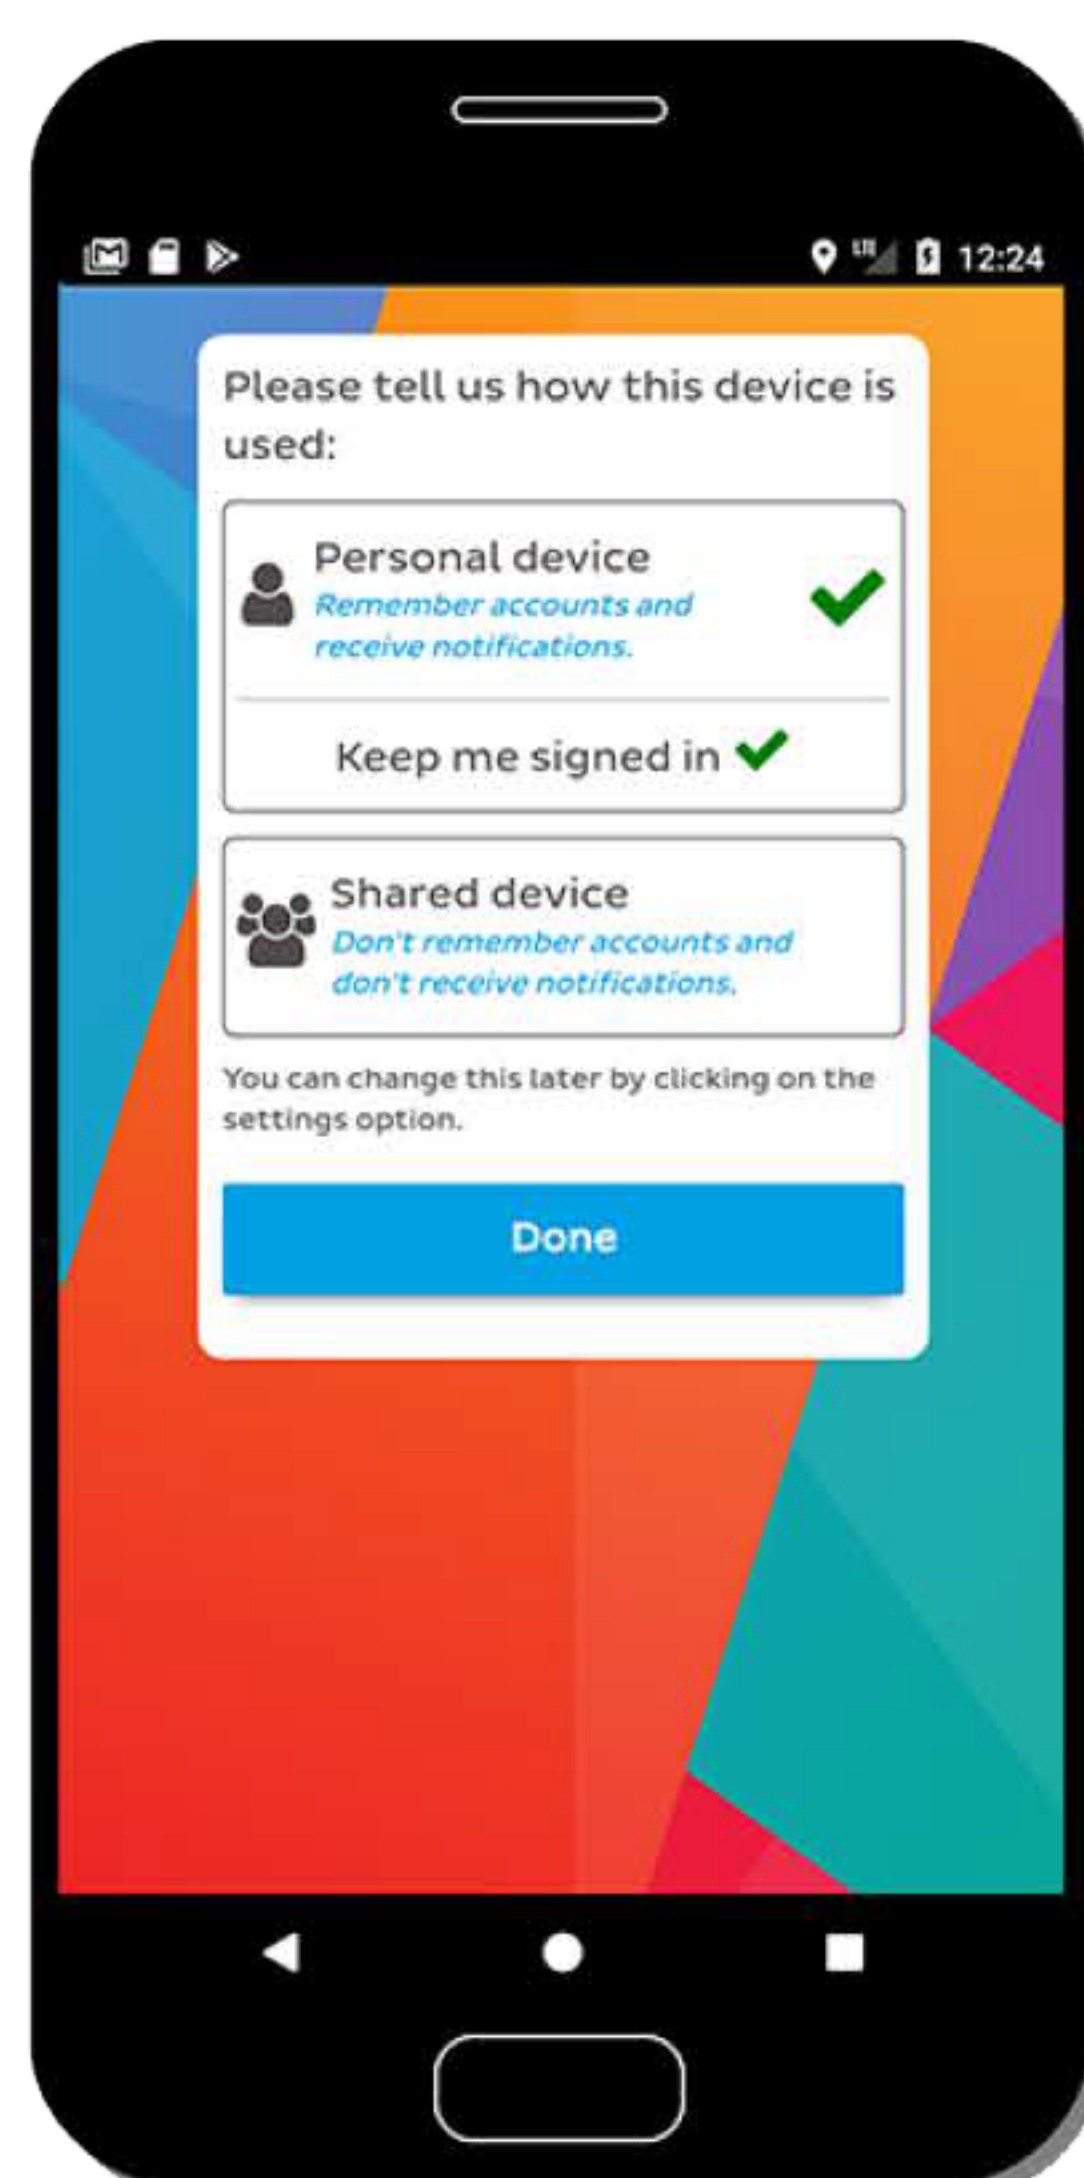 LTE 12:24
Please tell us how this device is
used:
Personal device
Remember accounts and
receive notifications.
Keep me signed in
Shared device
Don't remember accounts and
don't receive notifications.
You can change this later by clicking on the
settings option.
Done